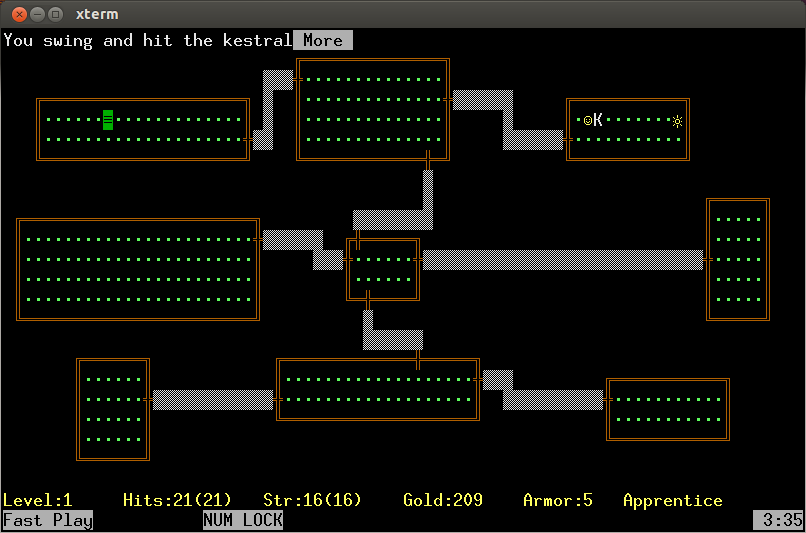 xterm
You swing and hit the kestral More
K
Level:1 Hits:21(21) Str:16(16) Gold:209 Armor:5 Apprentice
Fast Play NUM LOCK 3:35